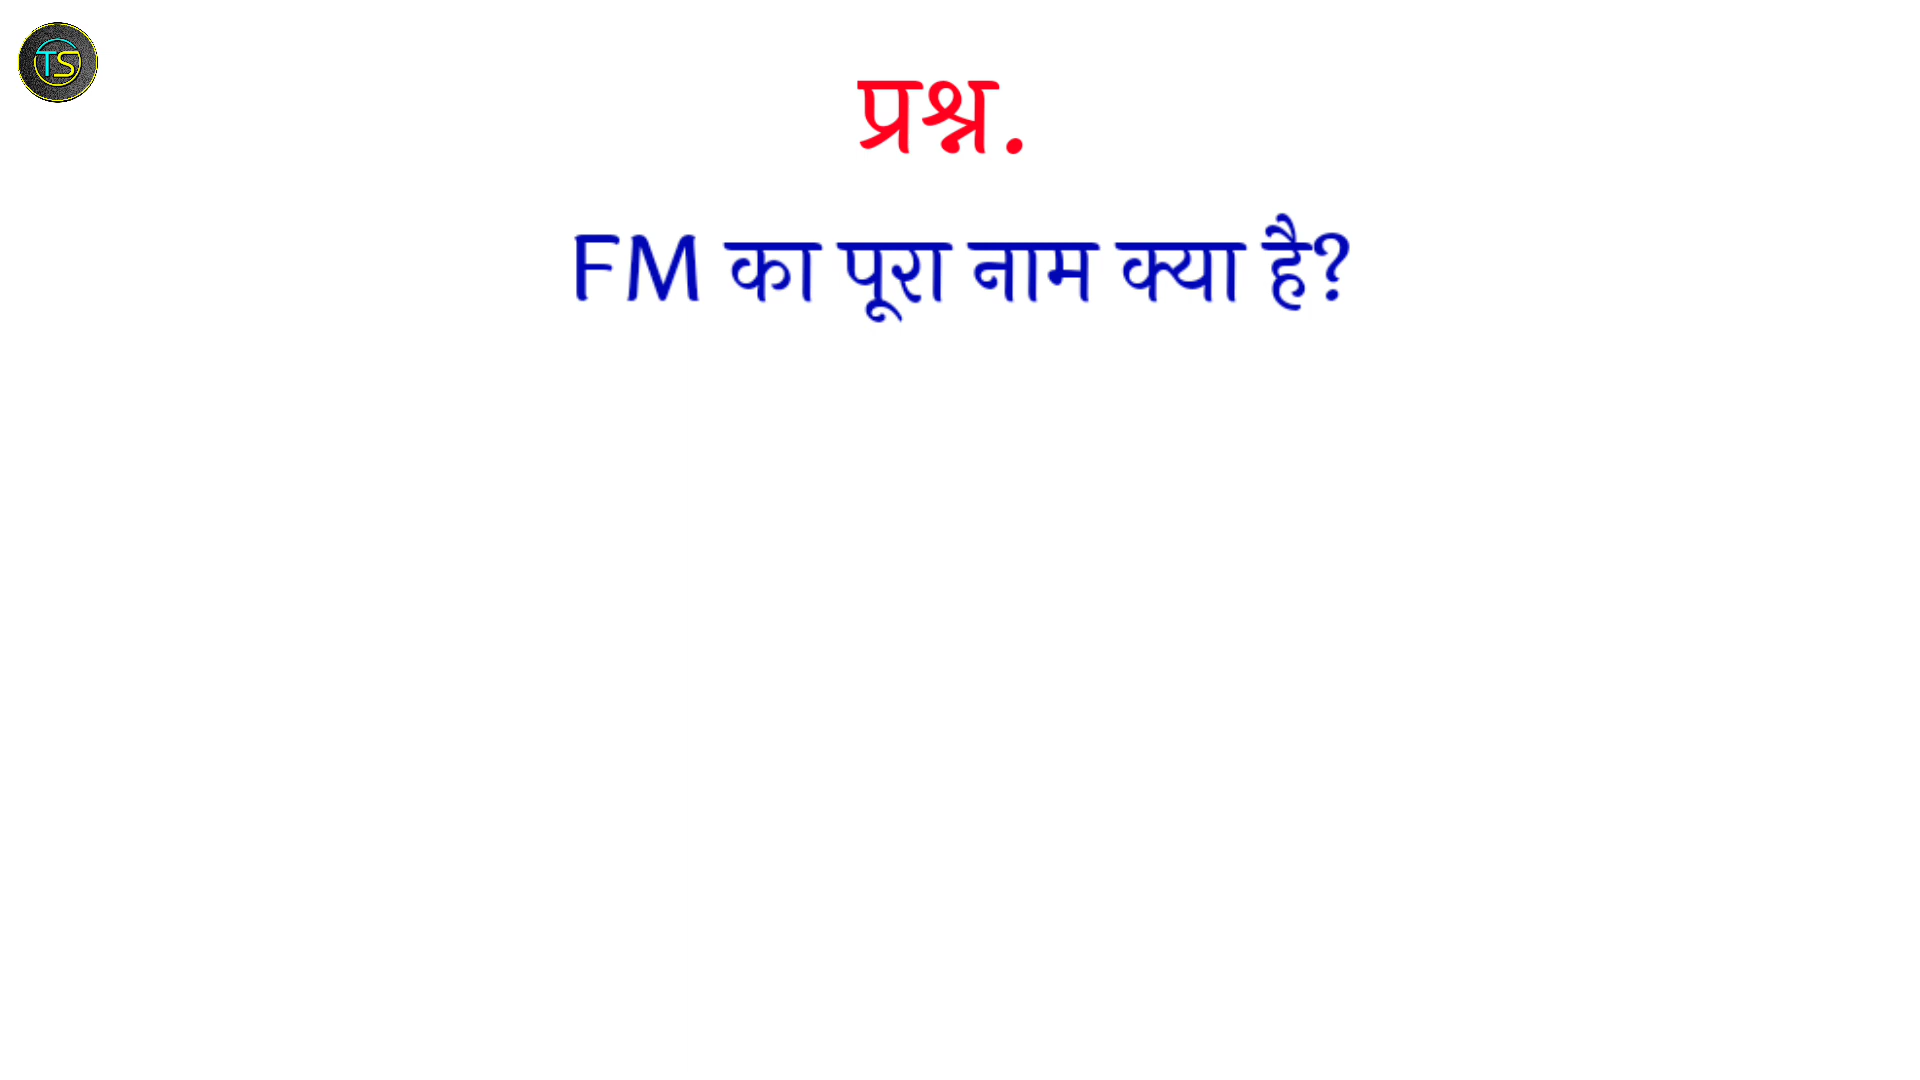 TS
प्रश्न.
FM का पूरा नाम क्या है?